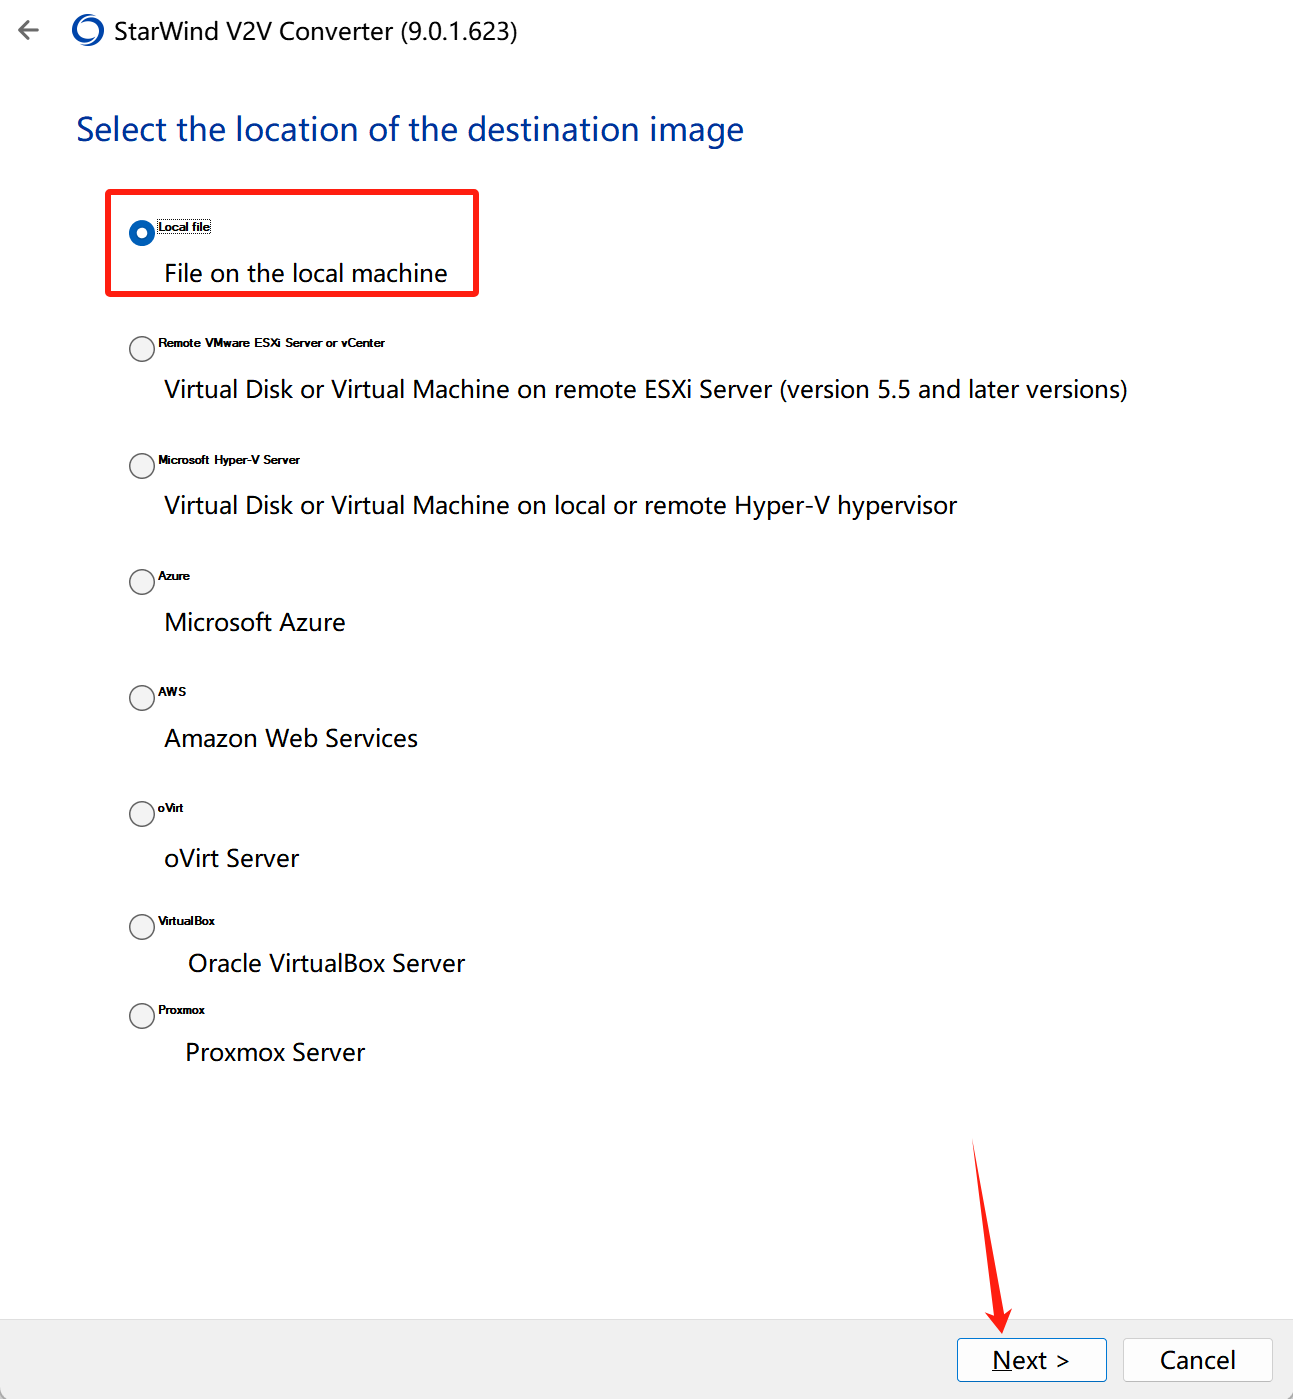 StarWind V2V Converter (9.0.1.623)
Select the location of the destination image
Local file
File on the local machine
Remote VMware ESXi Server or vCenter
Virtual Disk or Virtual Machine on remote ESXi Server (version 5.5 and later versions)
Microsoft Hyper-V Server
Virtual Disk or Virtual Machine on local or remote Hyper-V hypervisor
Azure
Microsoft Azure
AWS
Amazon Web Services
oVirt
oVirt Server
VirtualBox
Oracle VirtualBox Server
Proxmox
Proxmox Server
Next > Cancel